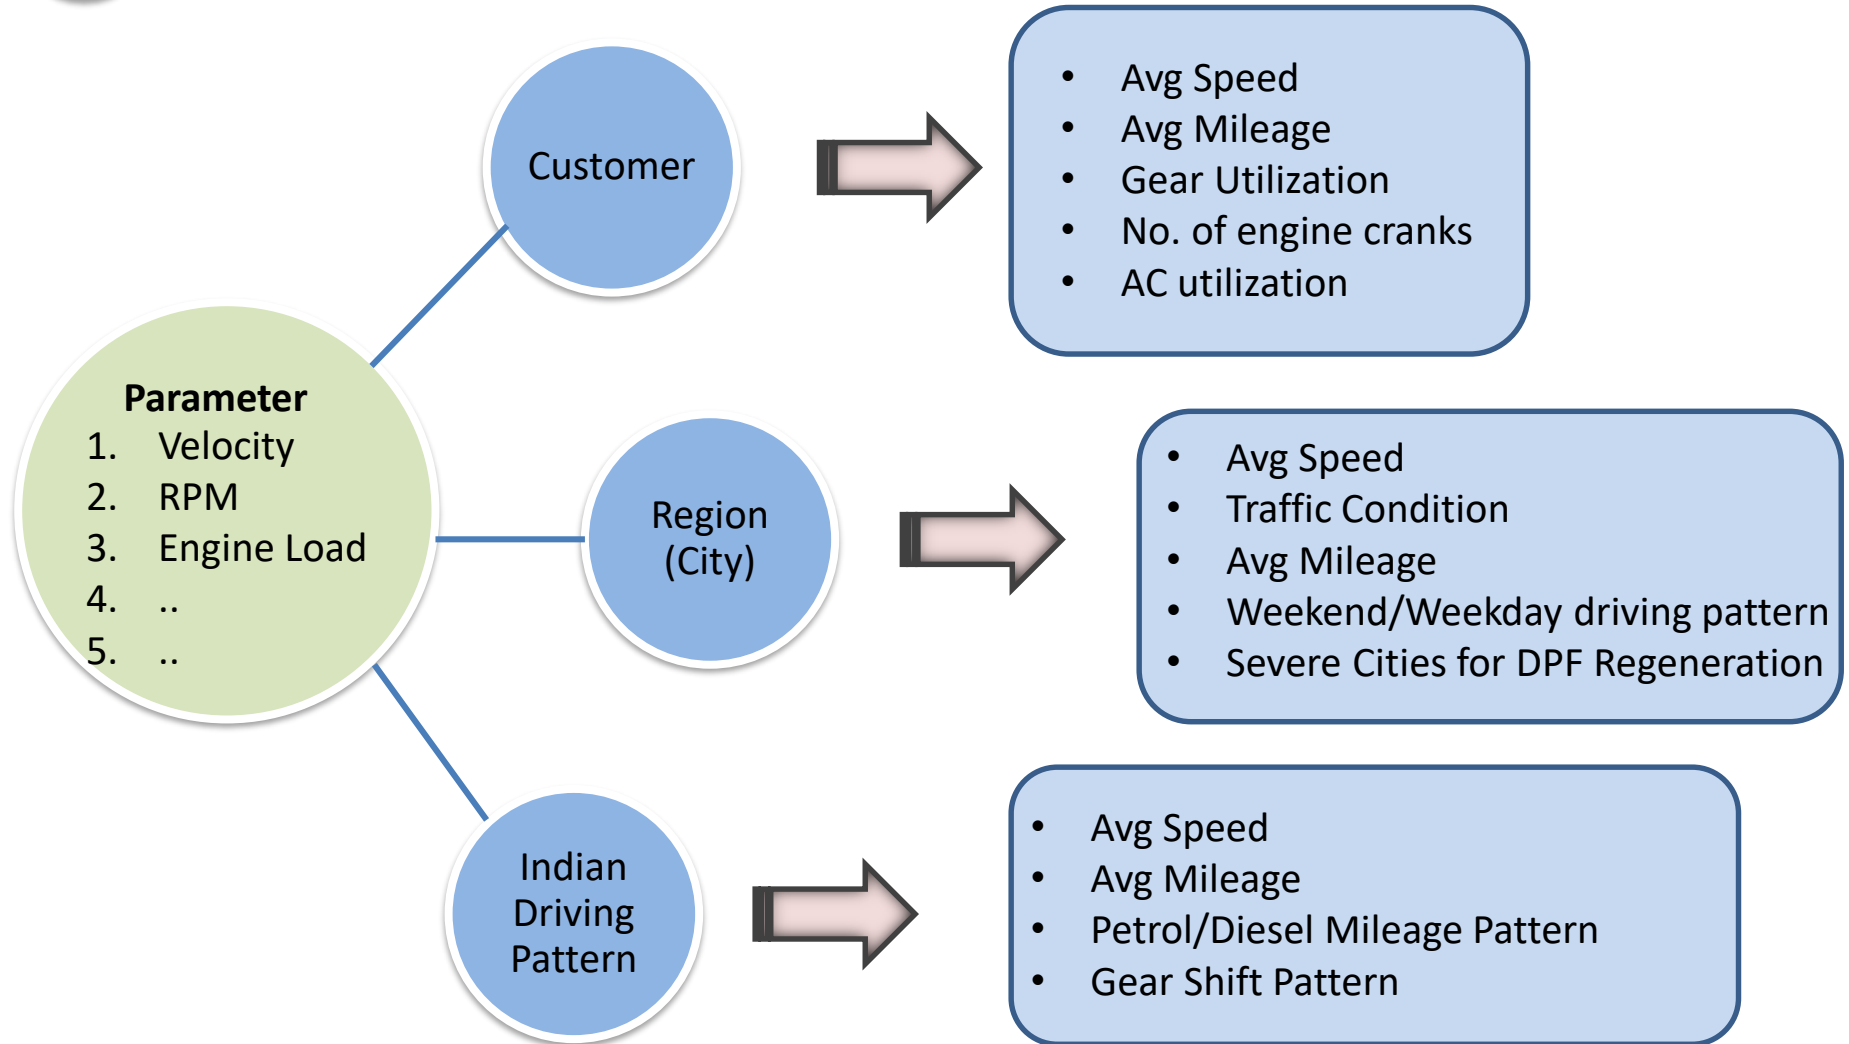 Customer
• Avg Speed
• Avg Mileage
• Gear Utilization
• No. of engine cranks
• AC utilization
Parameter
1. Velocity
2. RPM
3. Engine Load
4. ..
5. ..
Region
(City)
• Avg Speed
• Traffic Condition
• Avg Mileage
• Weekend/Weekday driving pattern
• Severe Cities for DPF Regeneration
Indian
Driving
Pattern
• Avg Speed
• Avg Mileage
• Petrol/Diesel Mileage Pattern
• Gear Shift Pattern